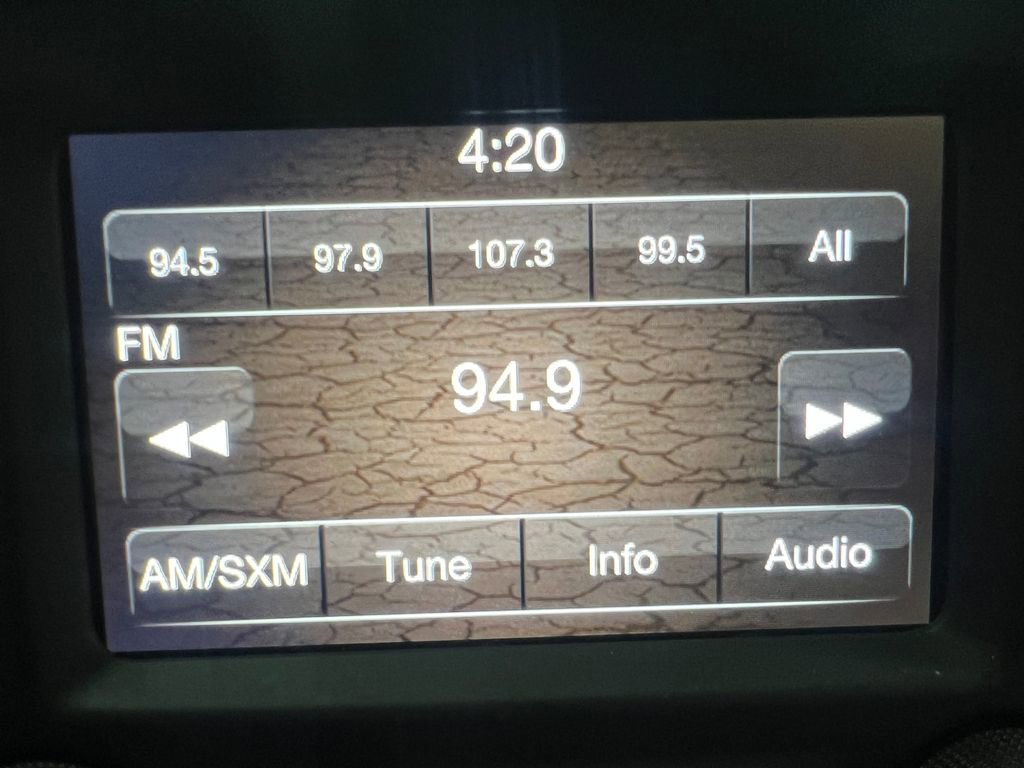 4:20
94.5 97.9 107.3 99.5 All
FM
94.9
AM/SXM Tune Info Audio